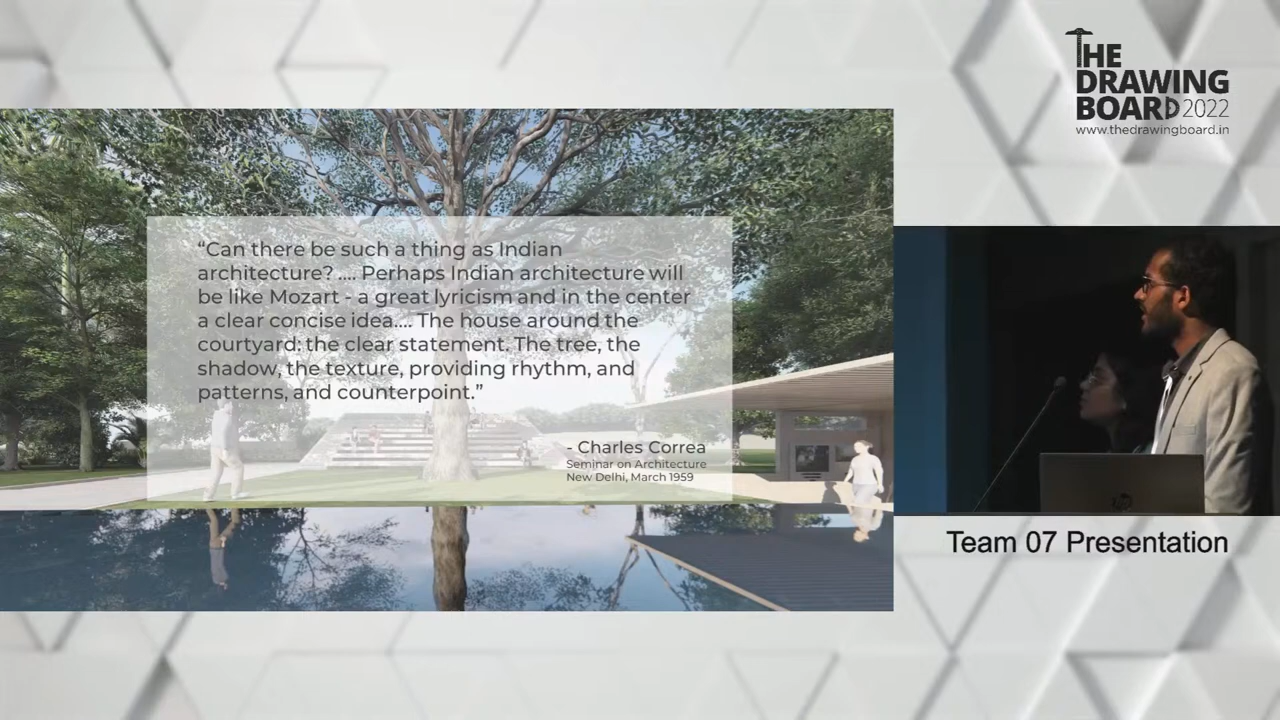 THE
DRAWING
BOARD 2022
www.thedrawingboard.in
“Can there be such a thing as Indian
architecture? .... Perhaps Indian architecture will
be like Mozart - a great lyricism and in the center
a clear concise idea.... The house around the
courtyard: the clear statement. The tree, the
shadow, the texture, providing rhythm, and
patterns, and counterpoint.”
- Charles Correa
Seminar on Architecture
New Delhi, March 1959
Team 07 Presentation